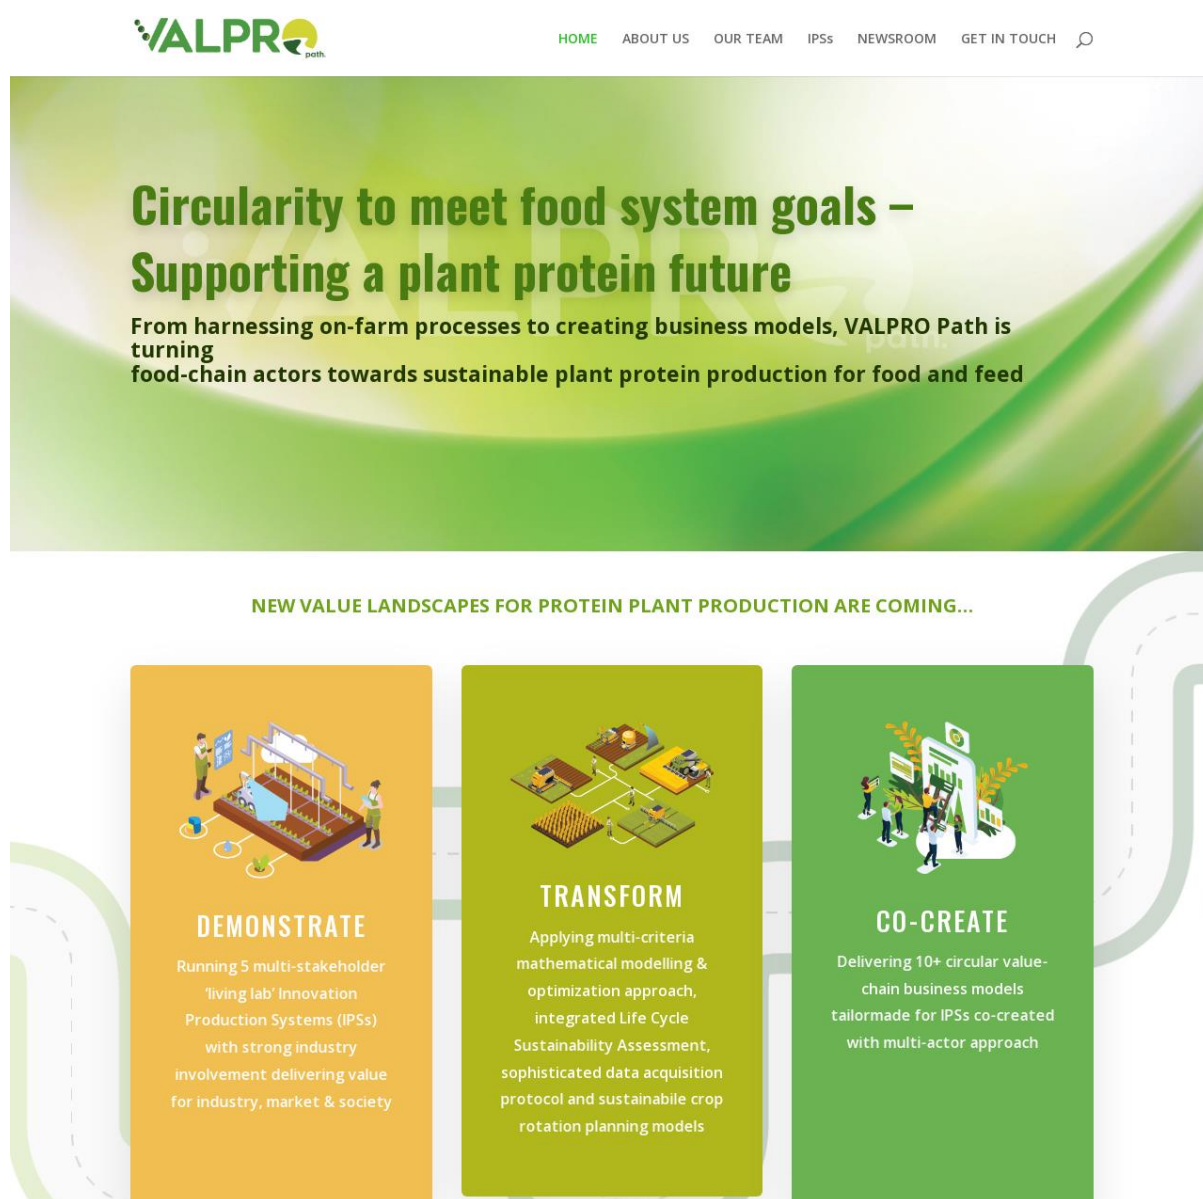 VALPRO
path.
HOME ABOUT US OUR TEAM IPSs NEWSROOM GET IN TOUCH
Circularity to meet food system goals –
Supporting a plant protein future
From harnessing on-farm processes to creating business models, VALPRO Path is
turning
food-chain actors towards sustainable plant protein production for food and feed
VALPRO
path.
NEW VALUE LANDSCAPES FOR PROTEIN PLANT PRODUCTION ARE COMING...
DEMONSTRATE
Running 5 multi-stakeholder
‘living lab’ Innovation
Production Systems (IPSs)
with strong industry
involvement delivering value
for industry, market & society
TRANSFORM
Applying multi-criteria
mathematical modelling &
optimization approach,
integrated Life Cycle
Sustainability Assessment,
sophisticated data acquisition
protocol and sustainabile crop
rotation planning models
CO-CREATE
Delivering 10+ circular value-
chain business models
tailormade for IPSs co-created
with multi-actor approach